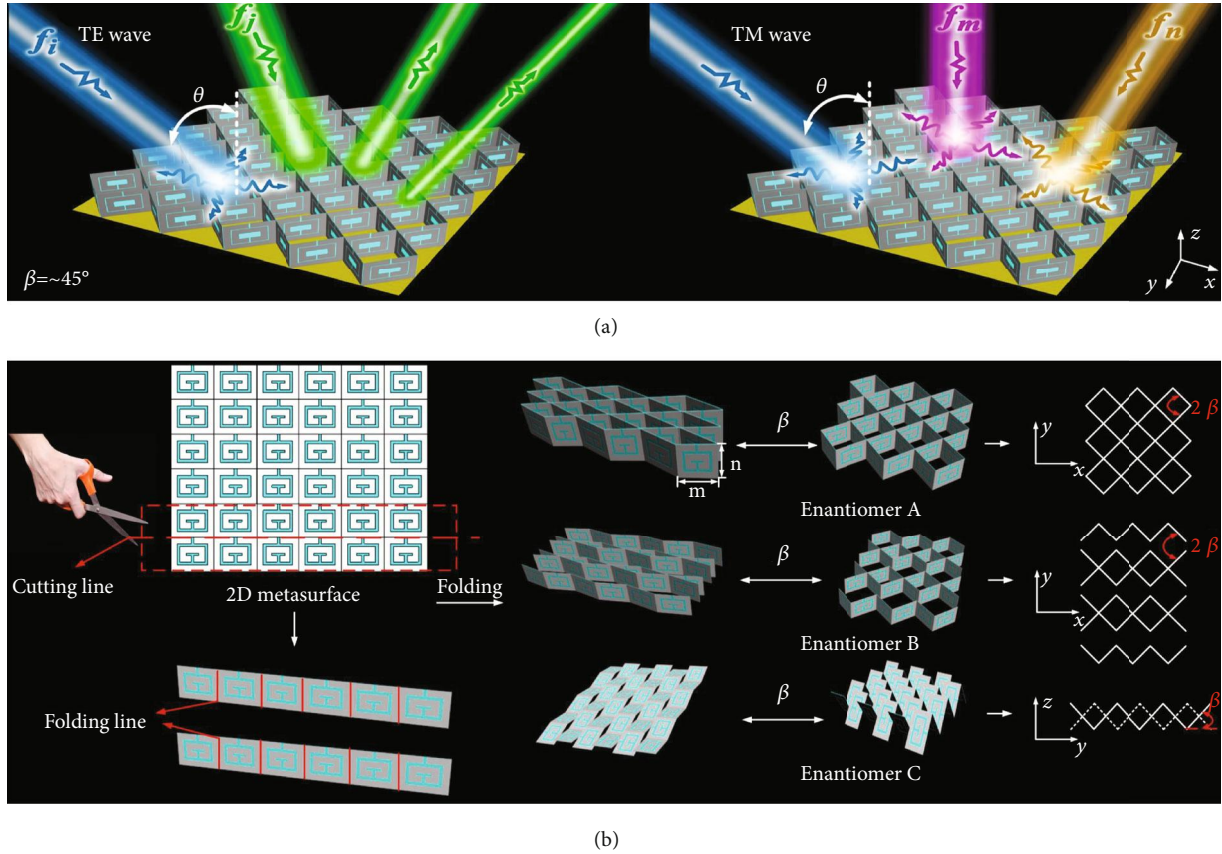 f_i TE wave
f_j
θ
β=~45°
TM wave
f_m
f_n
θ
z
y
x
(a)
Cutting line
2D metasurface
Folding
Folding line
β
n
m
Enantiomer A
y
x
2 β
β
Enantiomer B
y
x
2 β
β
Enantiomer C
z
y
β
(b)